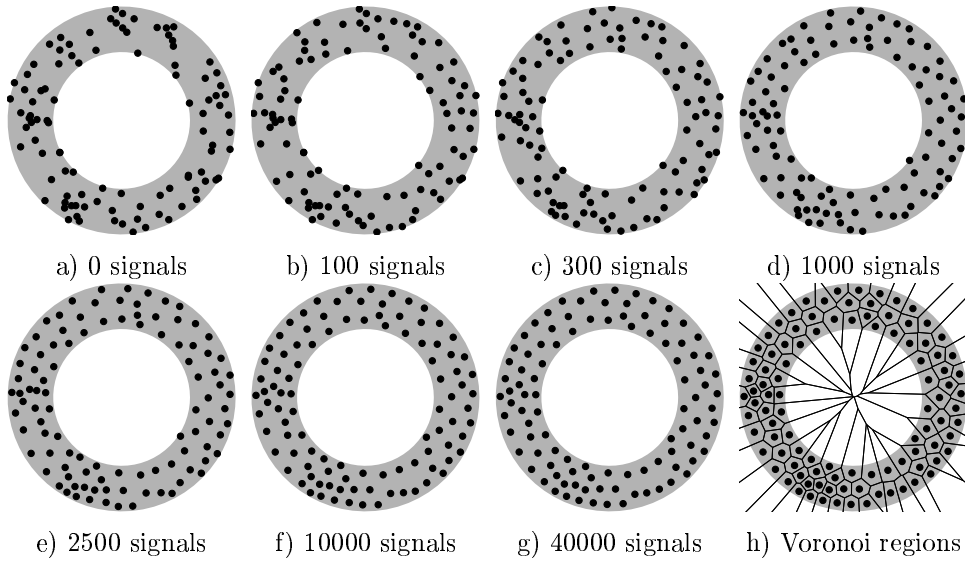 a) 0 signals
b) 100 signals
c) 300 signals
d) 1000 signals
e) 2500 signals
f) 10000 signals
g) 40000 signals
h) Voronoi regions